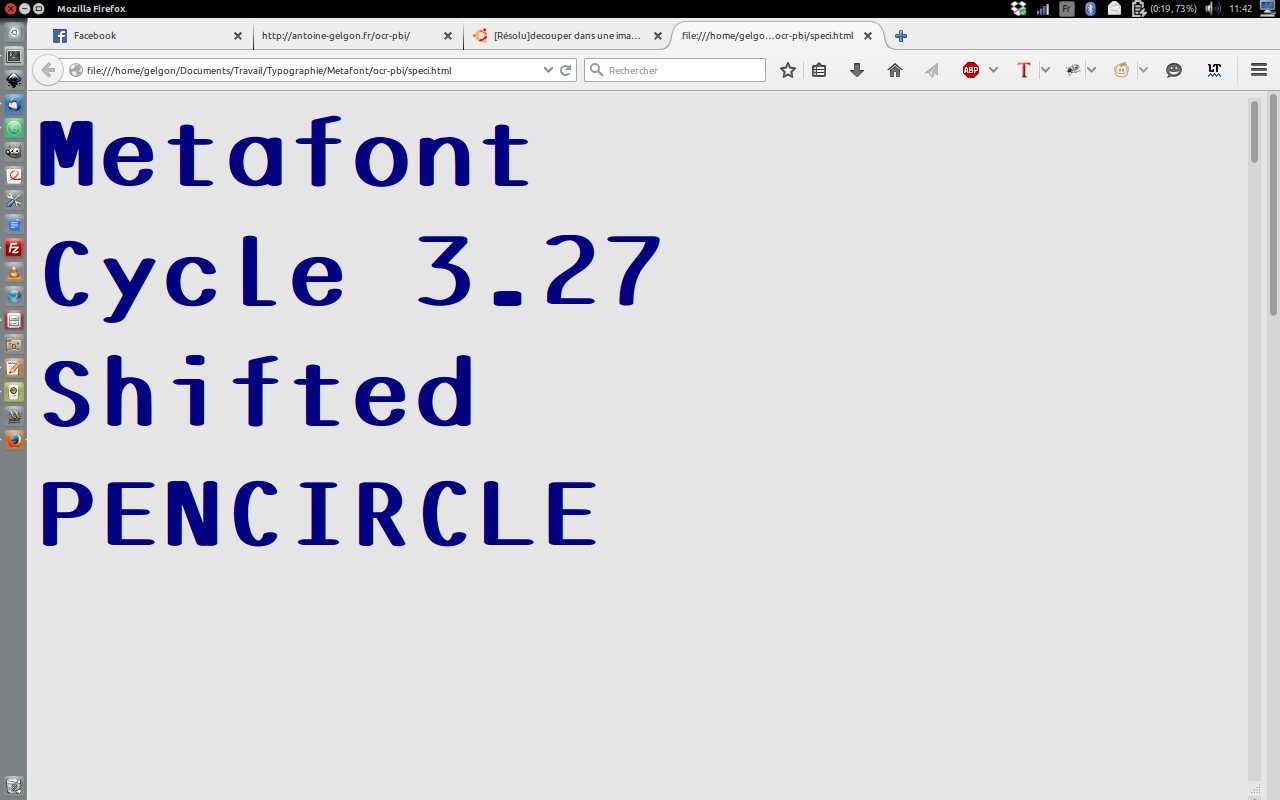 Mozilla Firefox
Fr
(0:19, 73%)
11:42
Facebook
http://antoine-gelgon.fr/ocr-pbi/
[Résolu]decouper dans une ima...
file:///home/gelgo...ocr-pbi/speci.html
file:///home/gelgon/Documents/Travail/Typographie/Metafont/ocr-pbi/speci.html
Rechercher
ABP
T
LT
Metafont
Cycle 3.27
Shifted
PENCIRCLE
Fz